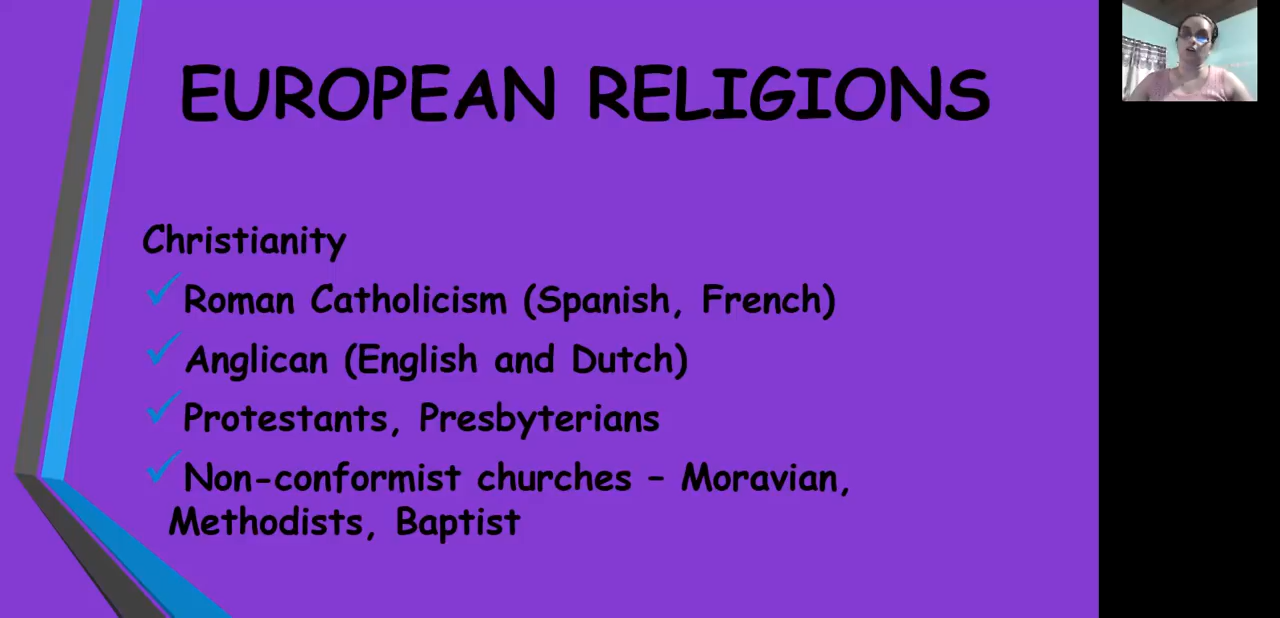 EUROPEAN RELIGIONS
Christianity
Roman Catholicism (Spanish, French)
Anglican (English and Dutch)
Protestants, Presbyterians
Non-conformist churches – Moravian,
Methodists, Baptist